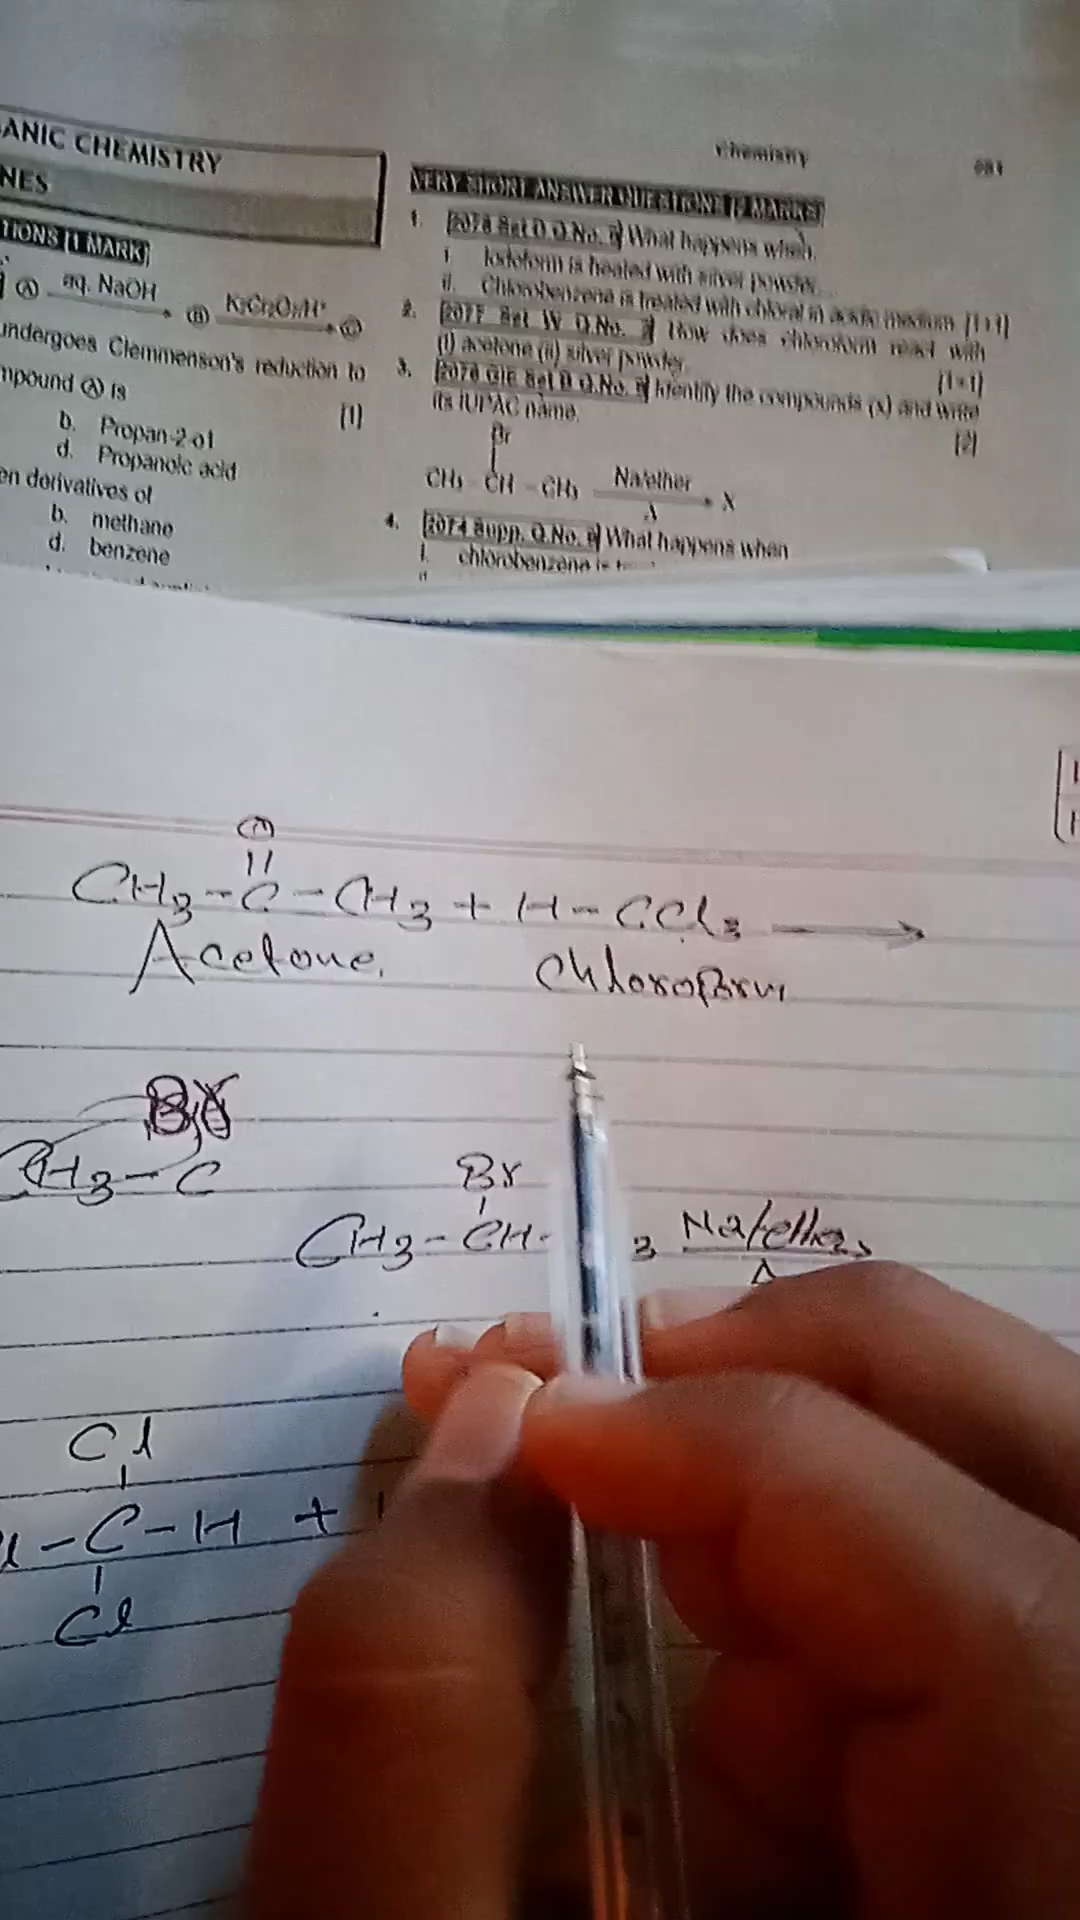 ANIC CHEMISTRY
NES
TIONS [1 MARK]
Ⓐ aq. NaOH Ⓑ K₂Cr₂O₇/H⁺ Ⓒ
undergoes Clemmenson's reduction to
mpound Ⓐ is
[1]
b. Propan-2-ol
d. Propanoic acid
en derivatives of
b. methane
d. benzene
Chemistry
VERY SHORT ANSWER QUESTIONS [2 MARKS]
1. [2078 Set D Q.No. What happens when,
i. Iodoform is heated with silver powder.
ii. Chlorobenzene is treated with chloral in acidic medium [1+1]
2. [2077 Set W Q.No. How does chloroform react with
(i) acetone (ii) silver powder.
[1+1]
3. [2076 GIE Set B Q.No. Identify the compounds (x) and write
its IUPAC name.
[2]
Br
CH₃ - CH - CH₃ Na/ether X
Δ
4. [2074 Supp. Q.No. What happens when
i. chlorobenzene is
ii
O
CH3-C-CH3 + H-CCl3
Acetone, Chloroform
Br
CH3-C
Br
CH3-CH- 3 Na/ether
Δ
Cl
l-C-H +
Cl